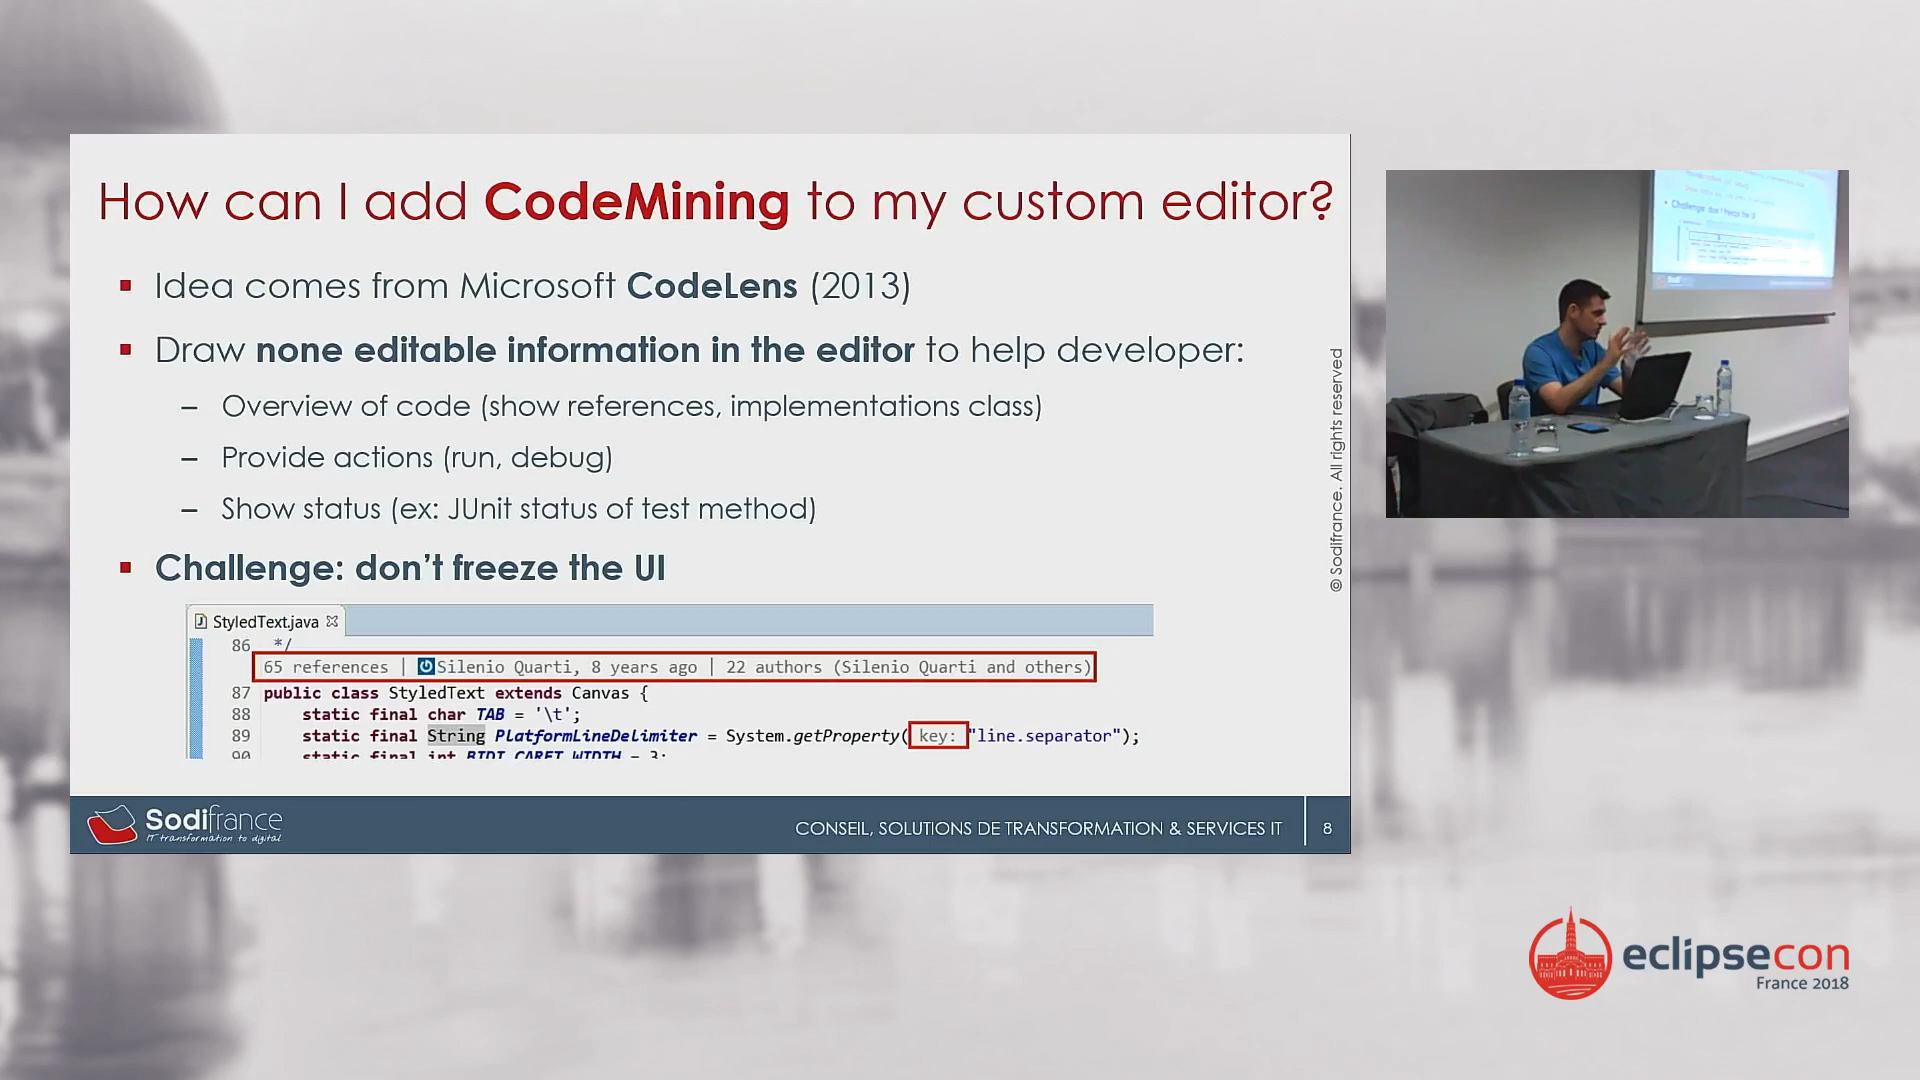 How can I add CodeMining to my custom editor?
▪ Idea comes from Microsoft CodeLens (2013)
▪ Draw none editable information in the editor to help developer:
– Overview of code (show references, implementations class)
– Provide actions (run, debug)
– Show status (ex: JUnit status of test method)
▪ Challenge: don't freeze the UI
StyledText.java
86 */
65 references | Silenio Quarti, 8 years ago | 22 authors (Silenio Quarti and others)
87 public class StyledText extends Canvas {
88 static final char TAB = '\t';
89 static final String PlatformLineDelimiter = System.getProperty( key: "line.separator");
90 static final int BIDI_CARET_WIDTH = 3;
© Sodifrance. All rights reserved
Sodifrance
IT transformation to digital
CONSEIL, SOLUTIONS DE TRANSFORMATION & SERVICES IT
8
Challenge: don't freeze the UI
eclipsecon
France 2018